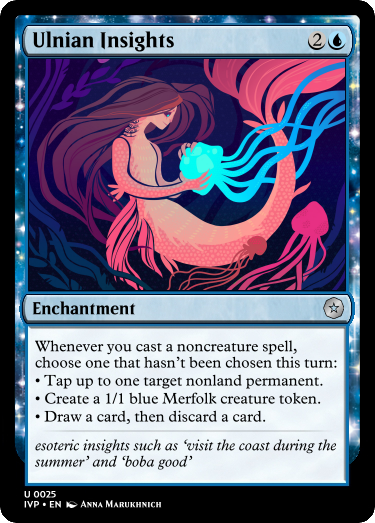 Ulnian Insights 2
Enchantment
Whenever you cast a noncreature spell,
choose one that hasn't been chosen this turn:
• Tap up to one target nonland permanent.
• Create a 1/1 blue Merfolk creature token.
• Draw a card, then discard a card.
esoteric insights such as 'visit the coast during the
summer' and 'boba good'
U 0025
IVP • EN Anna Marukhnich